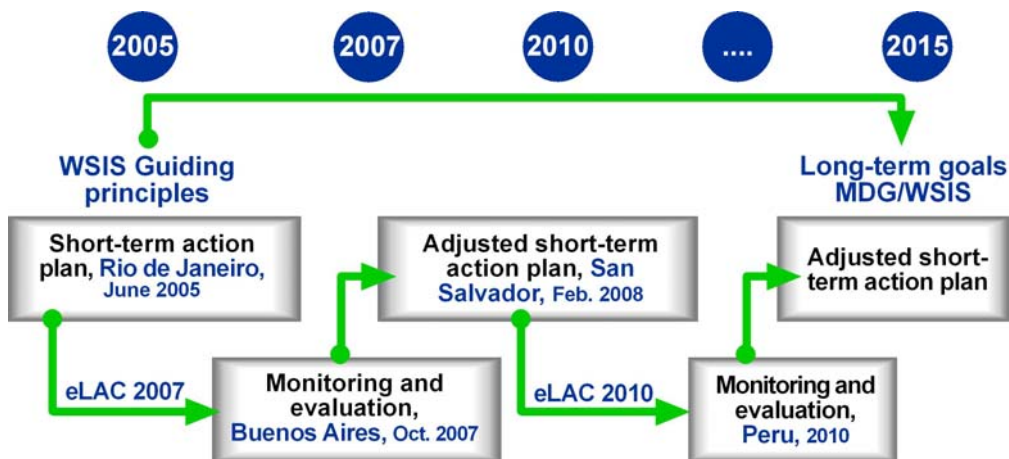 2005
2007
2010
....
2015
WSIS Guiding
principles
Long-term goals
MDG/WSIS
Short-term action
plan, Rio de Janeiro,
June 2005
Adjusted short-term
action plan, San
Salvador, Feb. 2008
Adjusted short-
term action plan
eLAC 2007
Monitoring and
evaluation,
Buenos Aires, Oct. 2007
eLAC 2010
Monitoring and
evaluation,
Peru, 2010